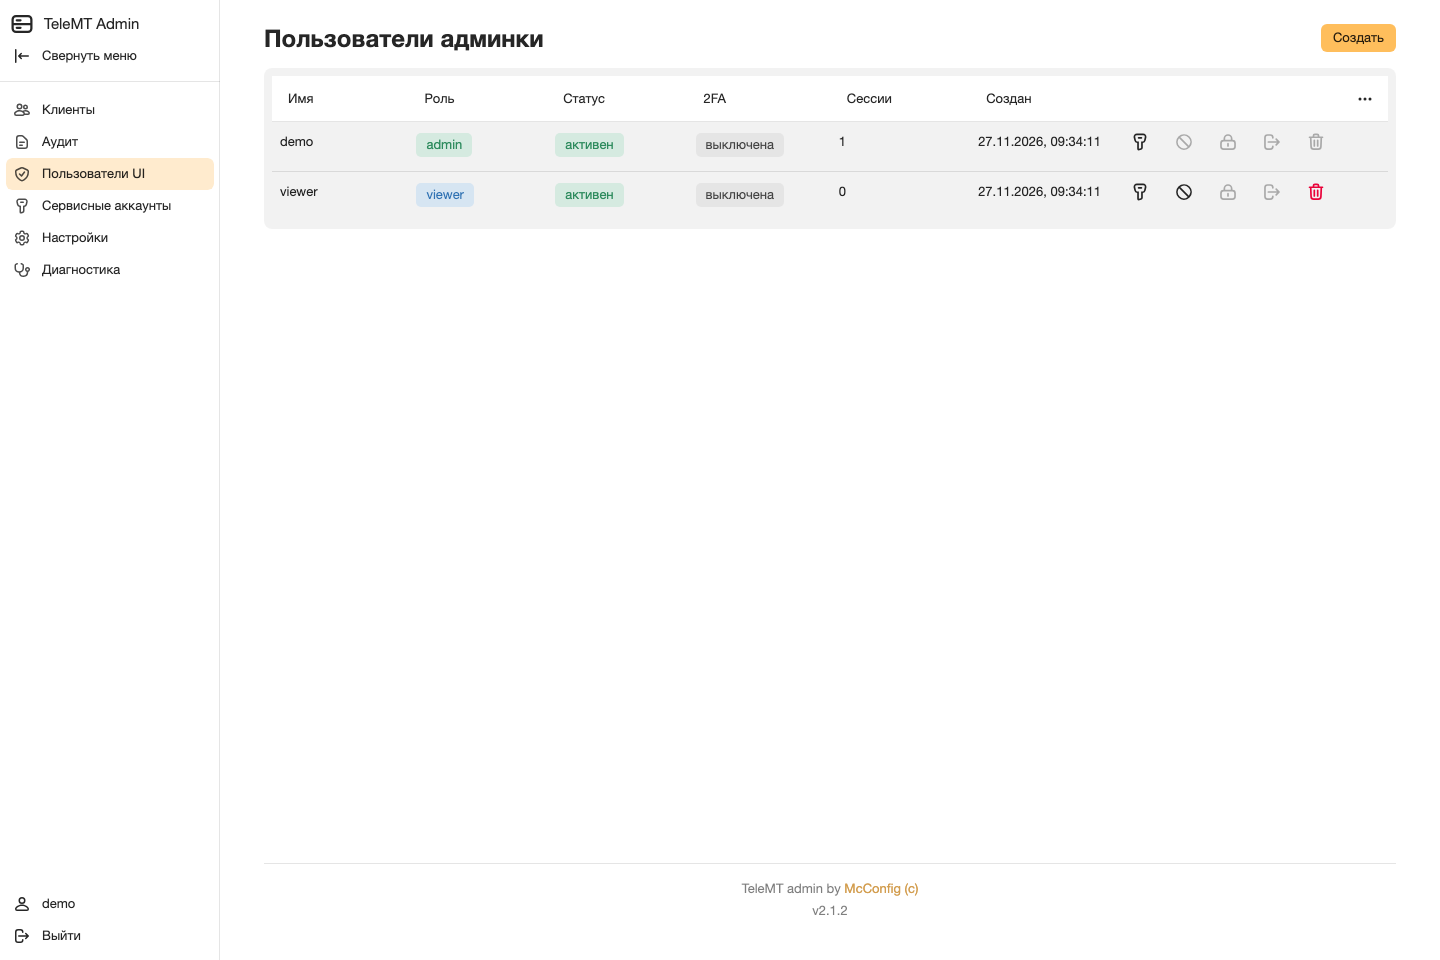 TeleMT Admin
Свернуть меню
Клиенты
Аудит
Пользователи UI
Сервисные аккаунты
Настройки
Диагностика
demo
Выйти
Пользователи админки
Создать
Имя Роль Статус 2FA Сессии Создан
demo admin активен выключена 1 27.11.2026, 09:34:11
viewer viewer активен выключена 0 27.11.2026, 09:34:11
TeleMT admin by McConfig (c)
v2.1.2